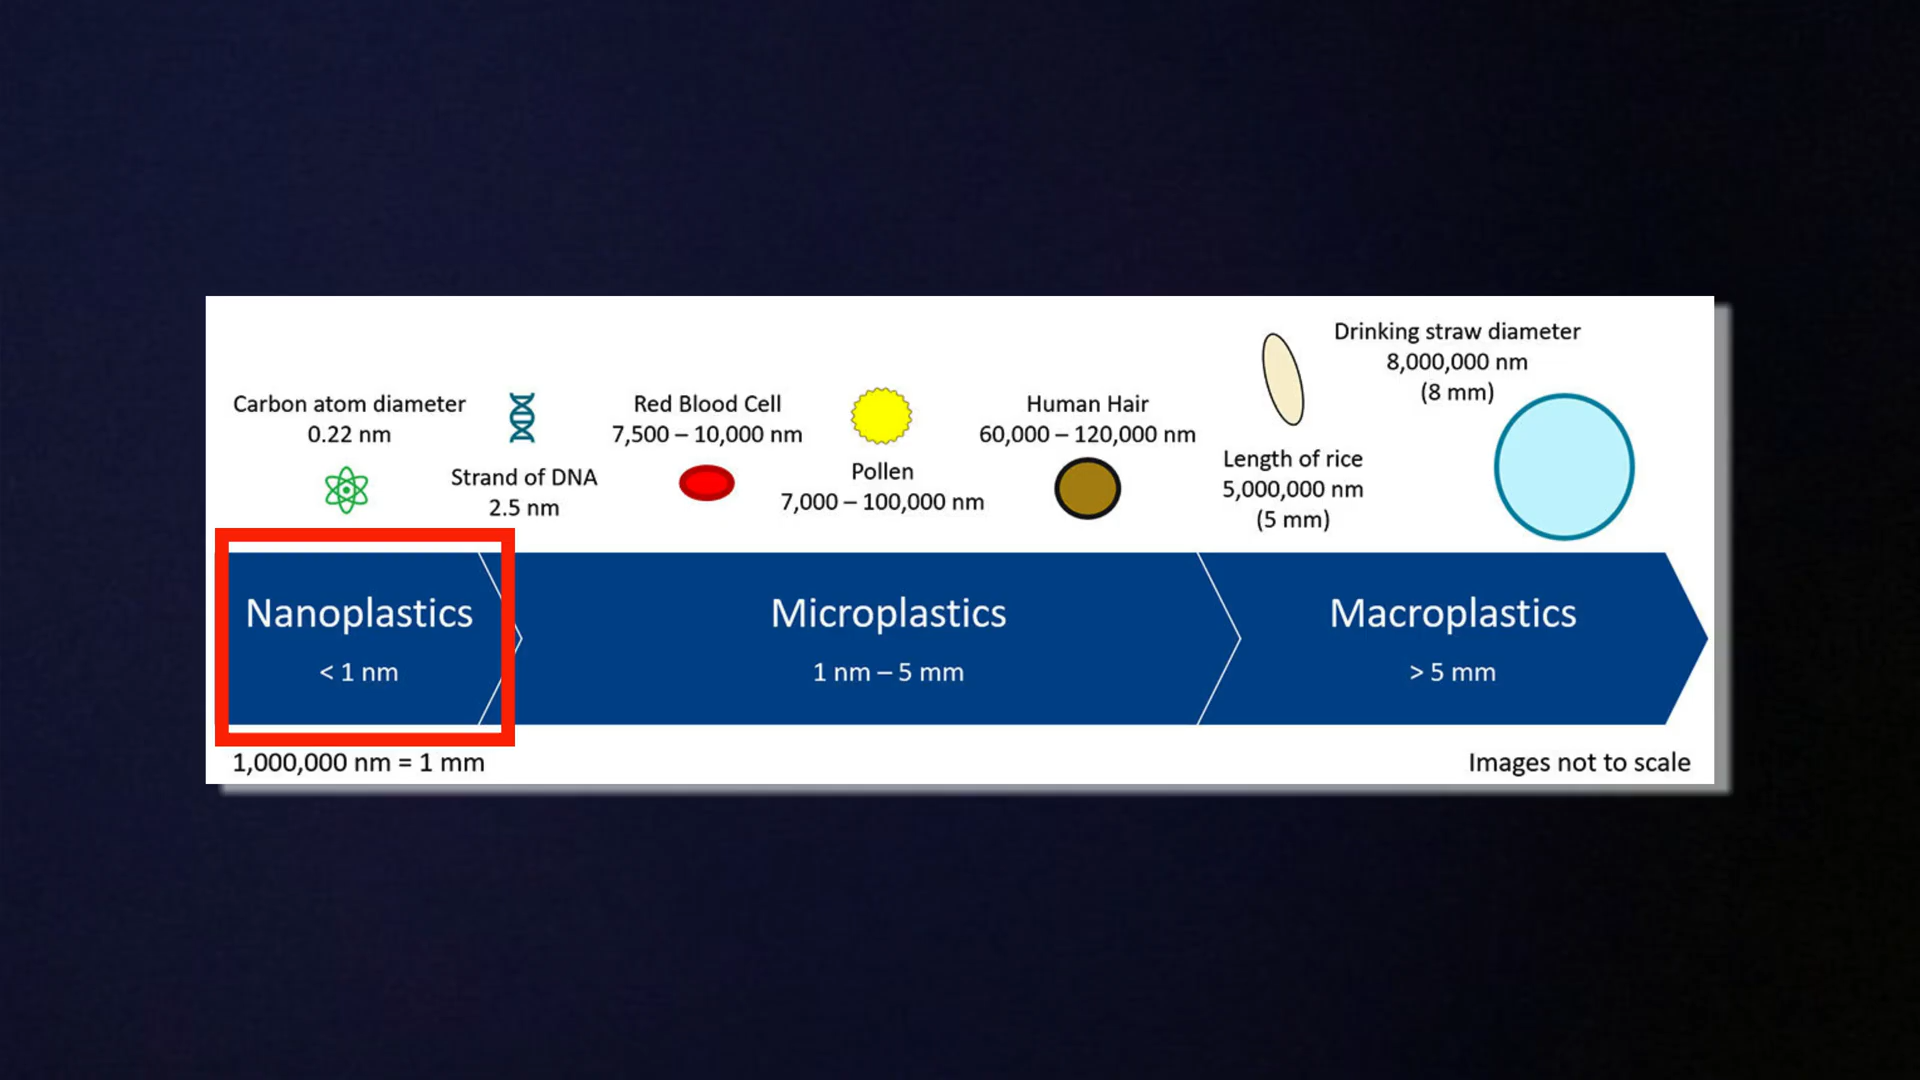 Carbon atom diameter
0.22 nm
Strand of DNA
2.5 nm
Red Blood Cell
7,500 – 10,000 nm
Pollen
7,000 – 100,000 nm
Human Hair
60,000 – 120,000 nm
Length of rice
5,000,000 nm
(5 mm)
Drinking straw diameter
8,000,000 nm
(8 mm)
Nanoplastics
< 1 nm
Microplastics
1 nm – 5 mm
Macroplastics
> 5 mm
1,000,000 nm = 1 mm
Images not to scale